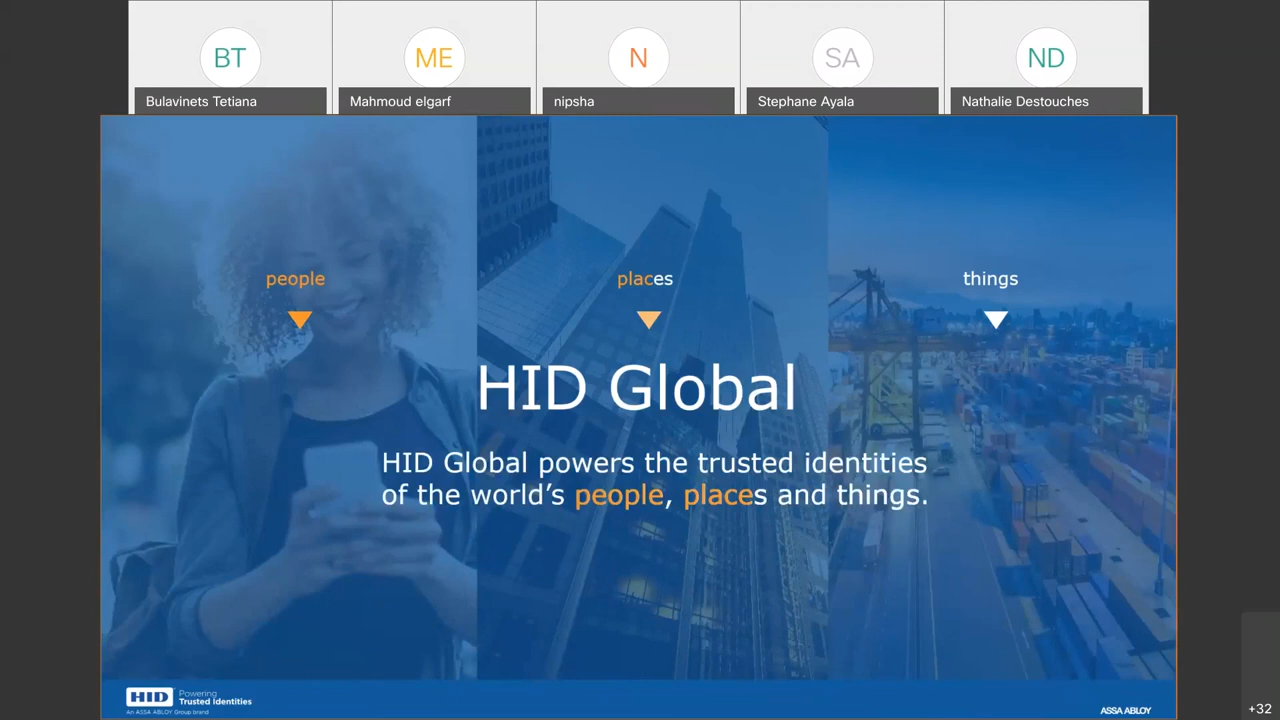 BT
ME
N
SA
ND
Bulavinets Tetiana
Mahmoud elgarf
nipsha
Stephane Ayala
Nathalie Destouches
people
places
things
HID Global
HID Global powers the trusted identities
of the world’s people, places and things.
HID
Powering
Trusted Identities
An ASSA ABLOY Group brand
ASSA ABLOY
+32